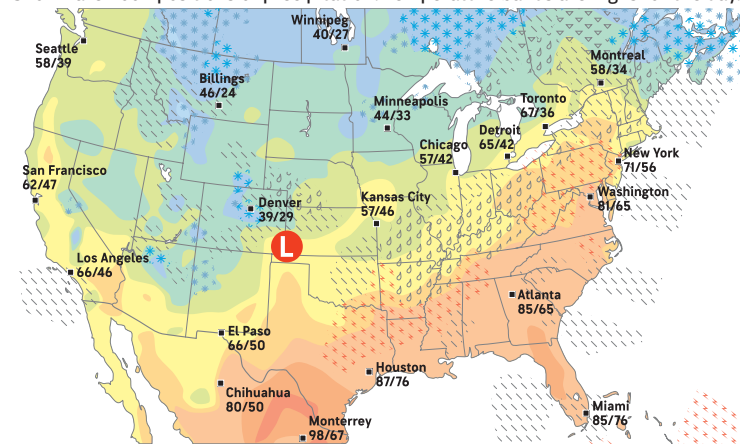 Winnipeg
40/27
Seattle
58/39
Montreal
58/34
Billings
46/24
Minneapolis
44/33
Toronto
67/36
Detroit
65/42
Chicago
57/42
New York
71/56
San Francisco
62/47
Denver
39/29
Kansas City
57/46
Washington
81/65
L
Los Angeles
66/46
Atlanta
85/65
El Paso
66/50
Houston
87/76
Chihuahua
80/50
Miami
85/76
Monterrey
98/67